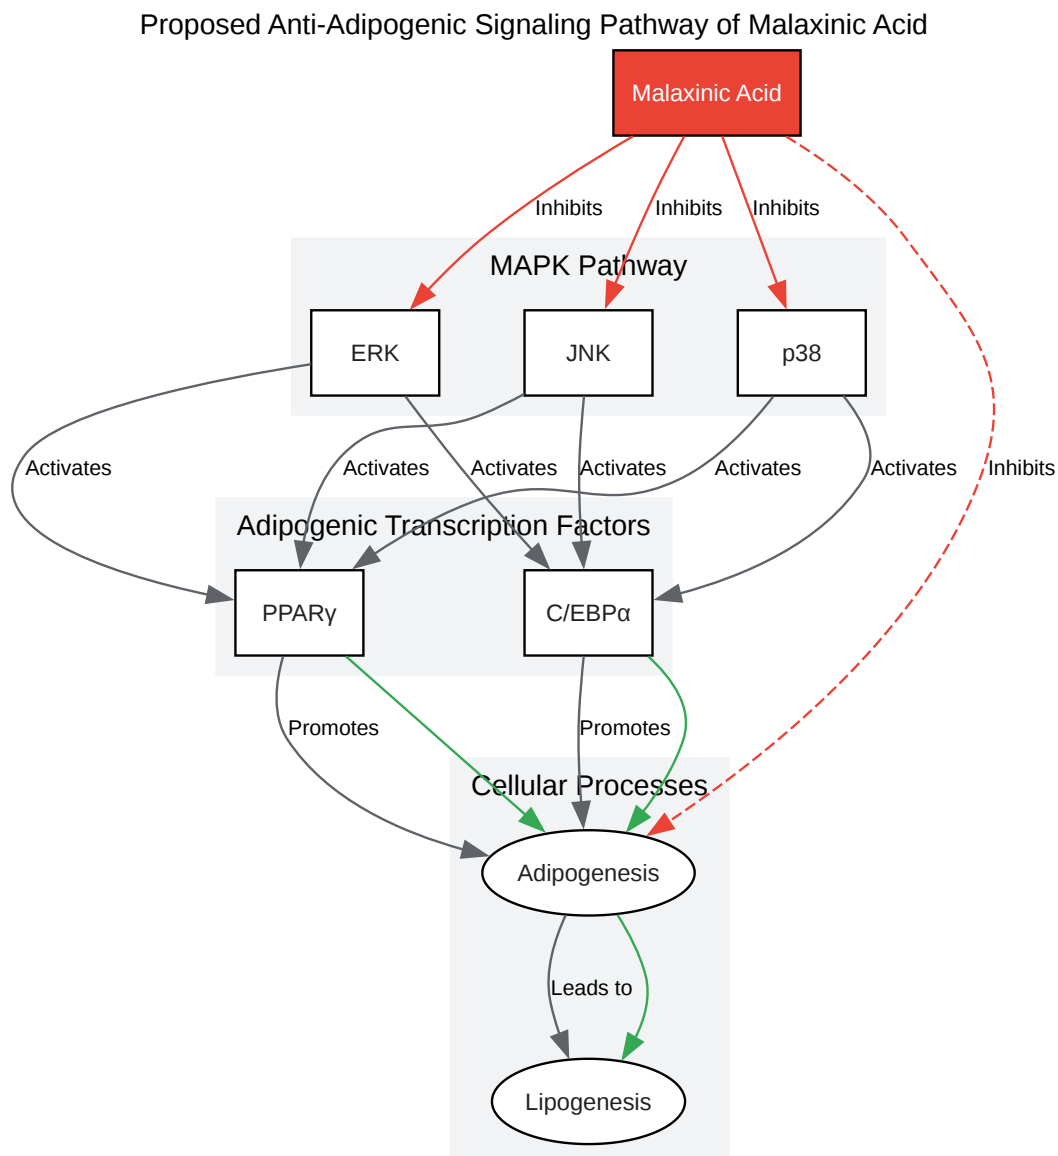 Proposed Anti-Adipogenic Signaling Pathway of Malaxinic Acid
Malaxinic Acid
Inhibits
Inhibits
Inhibits
MAPK Pathway
ERK
JNK
p38
Activates
Activates
Activates
Activates
Activates
Activates
Inhibits
Adipogenic Transcription Factors
PPARγ
C/EBPα
Promotes
Promotes
Cellular Processes
Adipogenesis
Leads to
Lipogenesis